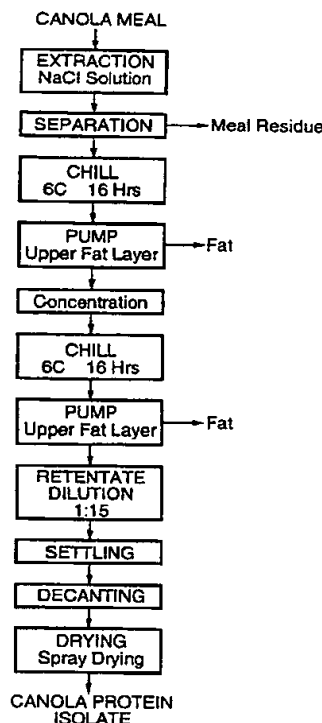 CANOLA MEAL
EXTRACTION
NaCl Solution
SEPARATION
Meal Residue
CHILL
6C 16 Hrs
PUMP
Upper Fat Layer
Fat
Concentration
CHILL
6C 16 Hrs
PUMP
Upper Fat Layer
Fat
RETENTATE
DILUTION
1:15
SETTLING
DECANTING
DRYING
Spray Drying
CANOLA PROTEIN
ISOLATE